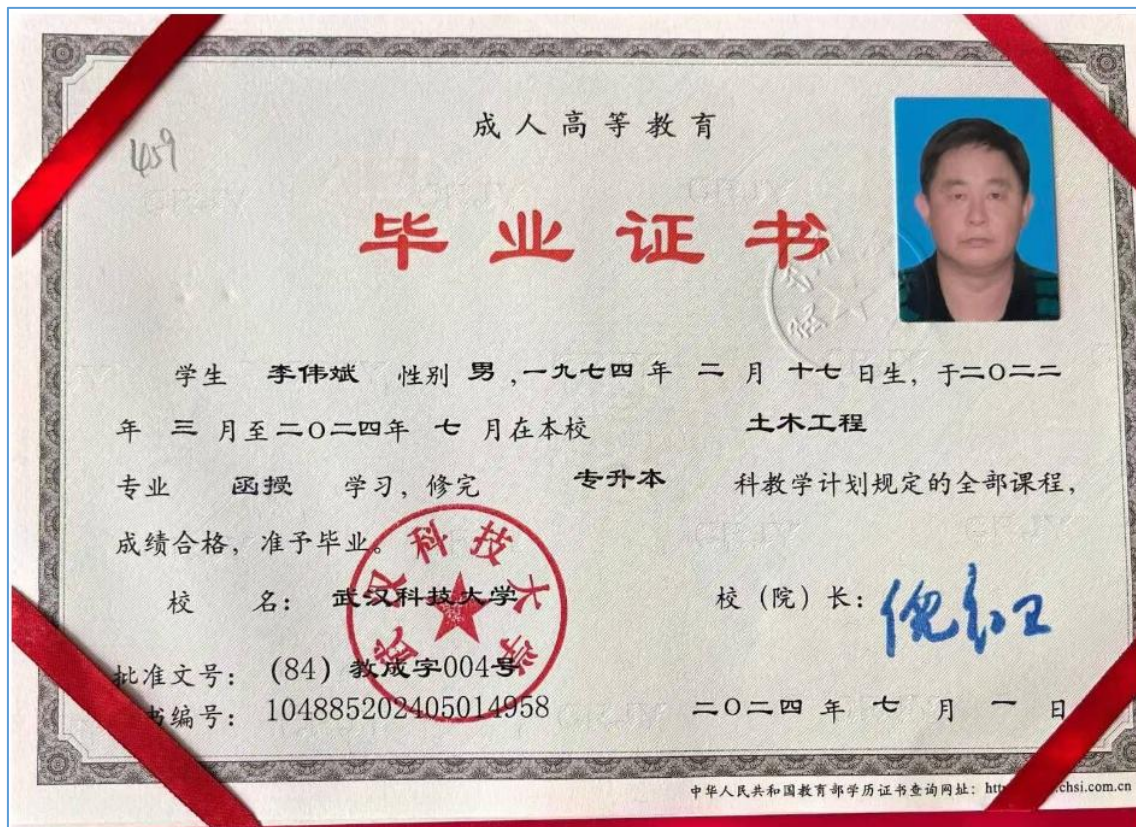 成人高等教育
459
毕业证书
学生 李伟斌 性别 男，一九七四 年 二 月 十七 日生，于二〇二二
年 三 月至二〇二四年 七 月在本校 土木工程
专业 函授 学习，修完 专升本 科教学计划规定的全部课程，
成绩合格，准予毕业。
校 名： 武汉科技大学
校（院）长：
武汉科技大学
批准文号： (84) 教成字004号
书编号： 104885202405014958
二〇二四 年 七 月 一 日
中华人民共和国教育部学历证书查询网址： chsi.com.cn